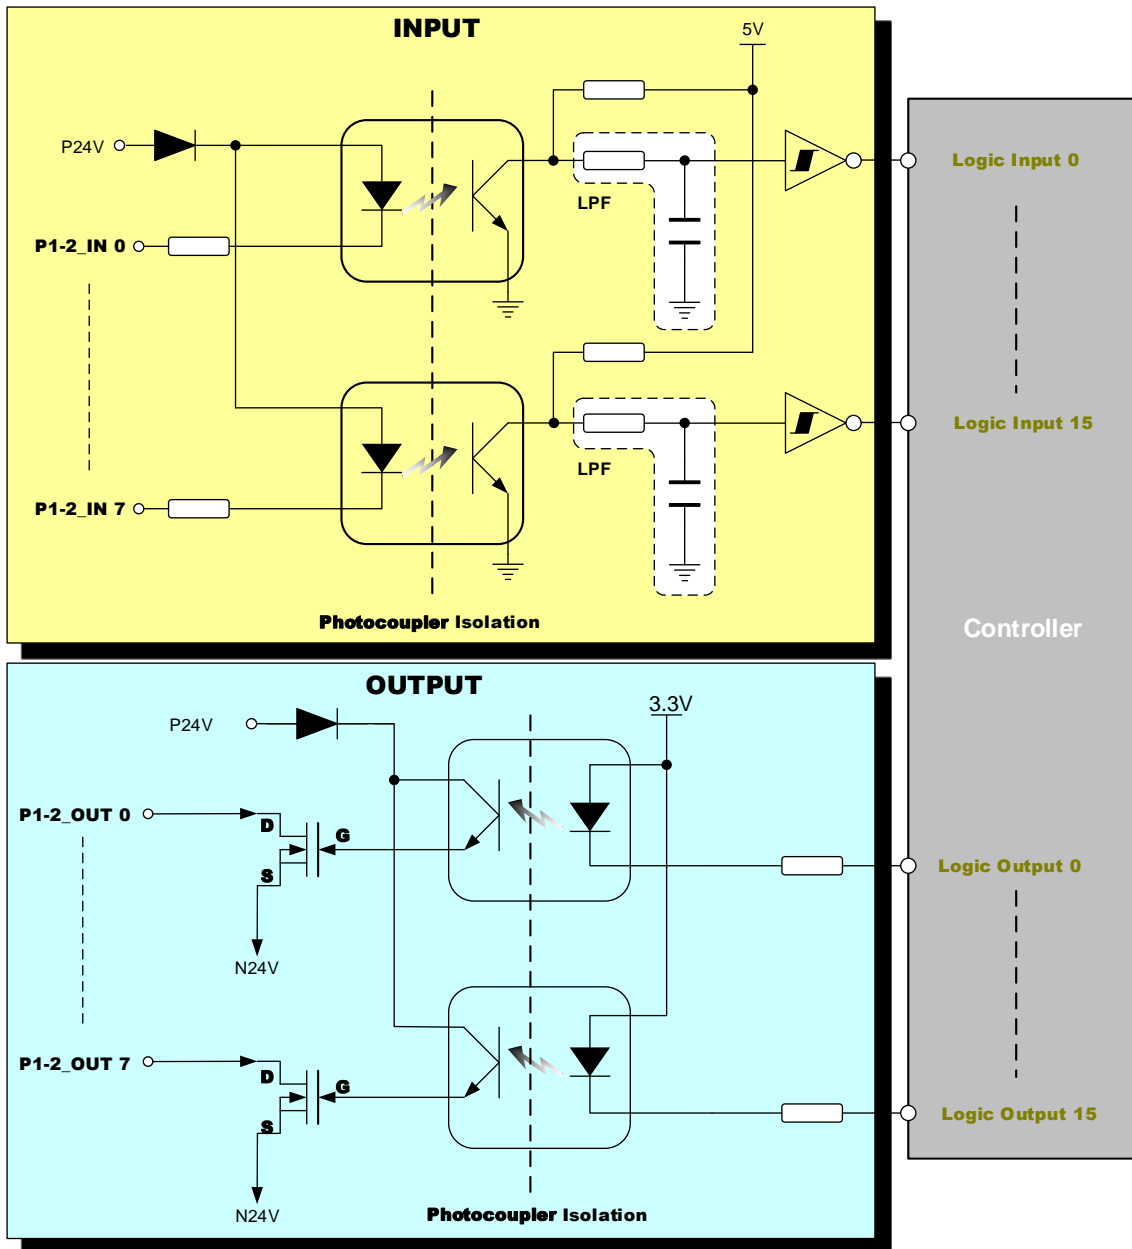 INPUT
5V
P24V
Logic Input 0
LPF
P1-2_IN 0
Logic Input 15
LPF
P1-2_IN 7
Photocoupler Isolation
Controller
OUTPUT
3.3V
P24V
P1-2_OUT 0
D
G
S
Logic Output 0
N24V
P1-2_OUT 7
D
G
S
Logic Output 15
N24V
Photocoupler Isolation